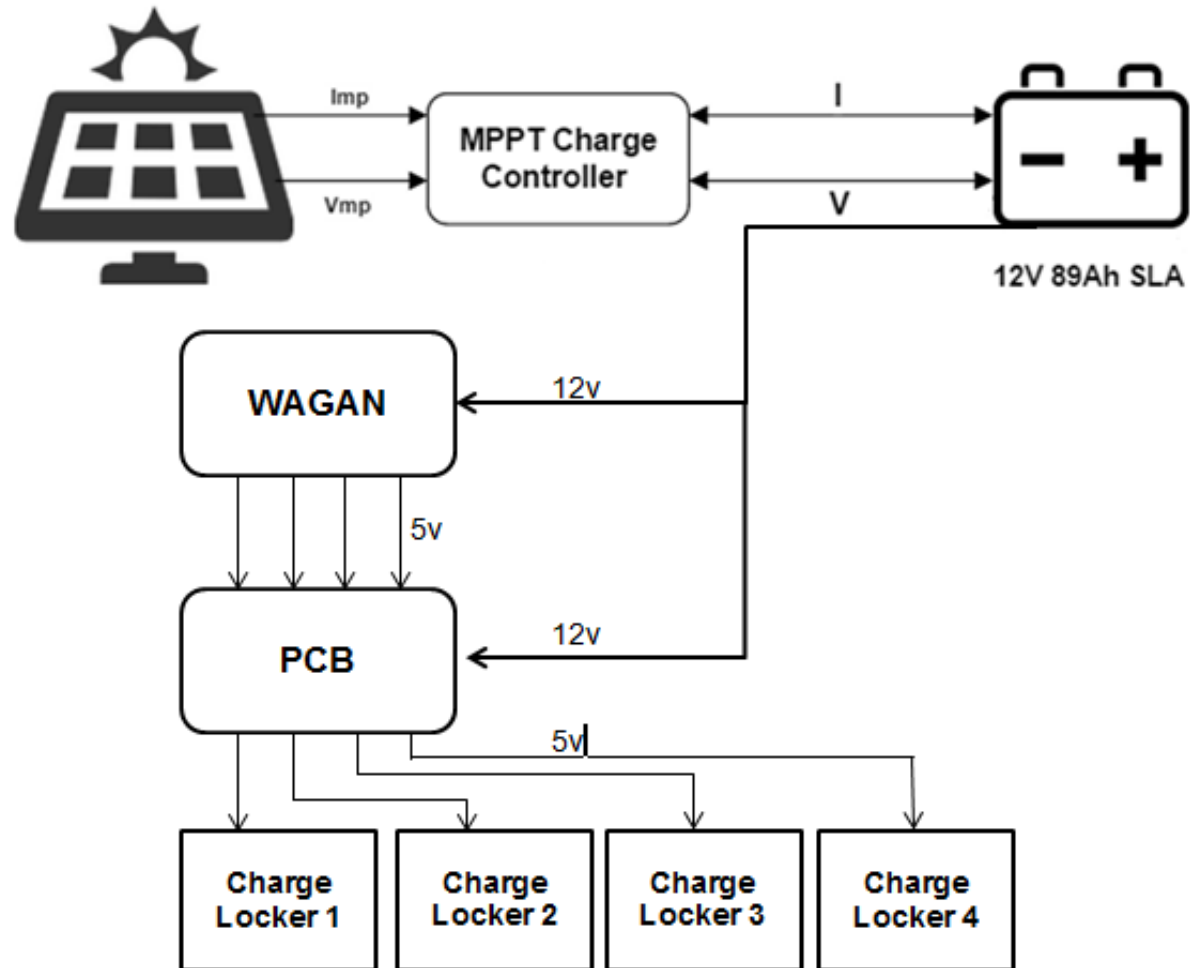 Imp
I
MPPT Charge
Controller
Vmp
V
12V 89Ah SLA
WAGAN
12v
5v
PCB
12v
5v
Charge
Locker 1
Charge
Locker 2
Charge
Locker 3
Charge
Locker 4